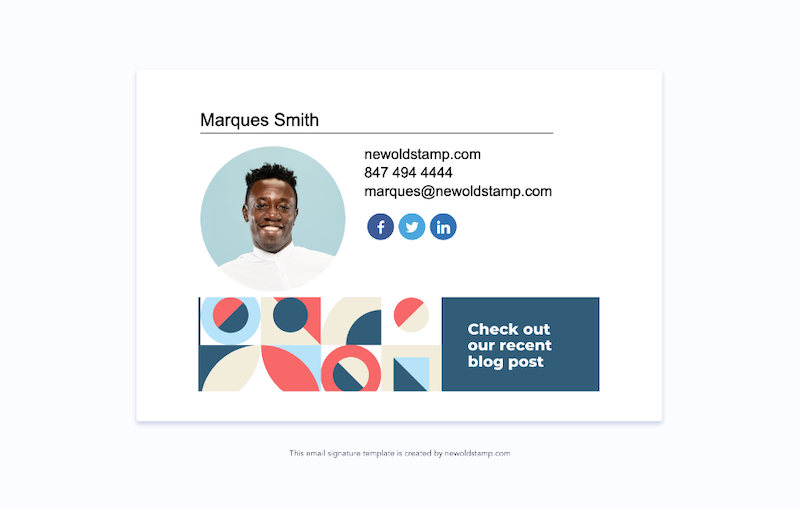 Marques Smith
newoldstamp.com
847 494 4444
marques@newoldstamp.com
f
in
Check out
our recent
blog post
This email signature template is created by newoldstamp.com